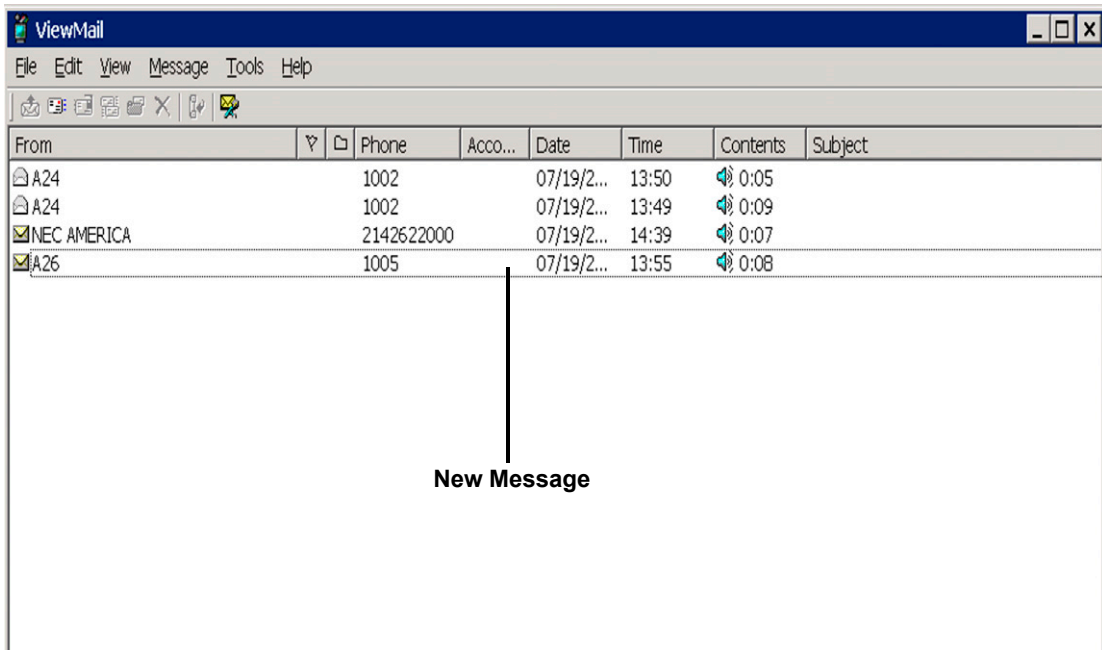 ViewMail
File Edit View Message Tools Help
From Phone Acco... Date Time Contents Subject
A24 1002 07/19/2... 13:50 0:05
A24 1002 07/19/2... 13:49 0:09
NEC AMERICA 2142622000 07/19/2... 14:39 0:07
A26 1005 07/19/2... 13:55 0:08
New Message